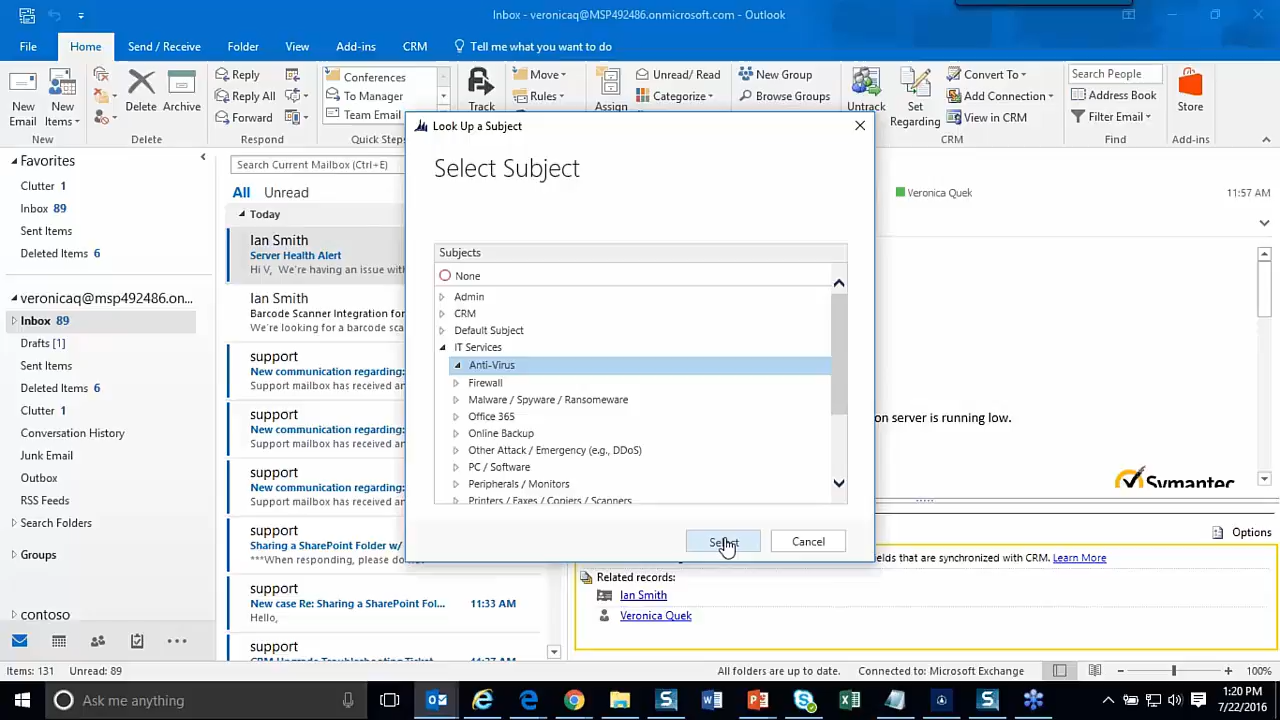 Inbox - veronicaq@MSP492486.onmicrosoft.com - Outlook
File Home Send / Receive Folder View Add-ins CRM Tell me what you want to do
New Email
New Items
New
Delete
Archive
Delete
Reply
Reply All
Forward
Respond
Conferences
To Manager
Team Email
Quick Steps
Track
Move
Rules
Assign
Unread/ Read
Categorize
New Group
Browse Groups
Untrack
Set Regarding
Convert To
Add Connection
View in CRM
CRM
Search People
Address Book
Filter Email
Find
Store
Add-ins
Favorites
Clutter 1
Inbox 89
Sent Items
Deleted Items 6
veronicaq@msp492486.on...
Inbox 89
Drafts [1]
Sent Items
Deleted Items 6
Clutter 1
Conversation History
Junk Email
Outbox
RSS Feeds
Search Folders
Groups
contoso
Search Current Mailbox (Ctrl+E)
All Unread
Today
Ian Smith
Server Health Alert
Hi V, We're having an issue with
Ian Smith
Barcode Scanner Integration for
We're looking for a barcode sca
support
New communication regarding:
Support mailbox has received an
support
New communication regarding:
Support mailbox has received an
support
New communication regarding:
Support mailbox has received an
support
Sharing a SharePoint Folder w/
***When responding, please do
support
New case Re: Sharing a SharePoint Fol... 11:33 AM
Hello,
support
CRM Upgrade Troubleshooting Ticket
Look Up a Subject
Select Subject
Subjects
None
Admin
CRM
Default Subject
IT Services
Anti-Virus
Firewall
Malware / Spyware / Ransomeware
Office 365
Online Backup
Other Attack / Emergency (e.g., DDoS)
PC / Software
Peripherals / Monitors
Printers / Faxes / Copiers / Scanners
Select Cancel
Veronica Quek 11:57 AM
on server is running low.
Symantec
Options
elds that are synchronized with CRM. Learn More
Related records:
Ian Smith
Veronica Quek
Items: 131 Unread: 89 All folders are up to date. Connected to: Microsoft Exchange 100%
Ask me anything
1:20 PM
7/22/2016